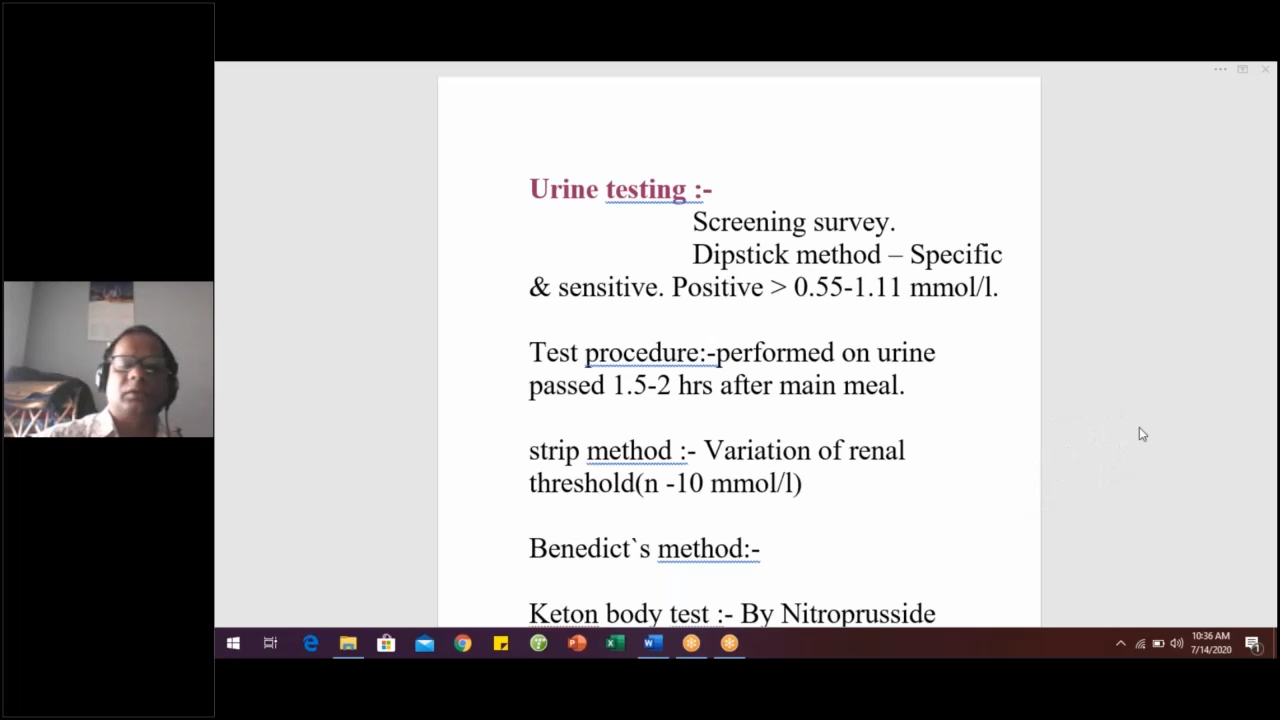 Urine testing :-
Screening survey.
Dipstick method – Specific
& sensitive. Positive > 0.55-1.11 mmol/l.
Test procedure:-performed on urine
passed 1.5-2 hrs after main meal.
strip method :- Variation of renal
threshold(n -10 mmol/l)
Benedict`s method:-
Keton body test :- By Nitroprusside
10:36 AM
7/14/2020
1